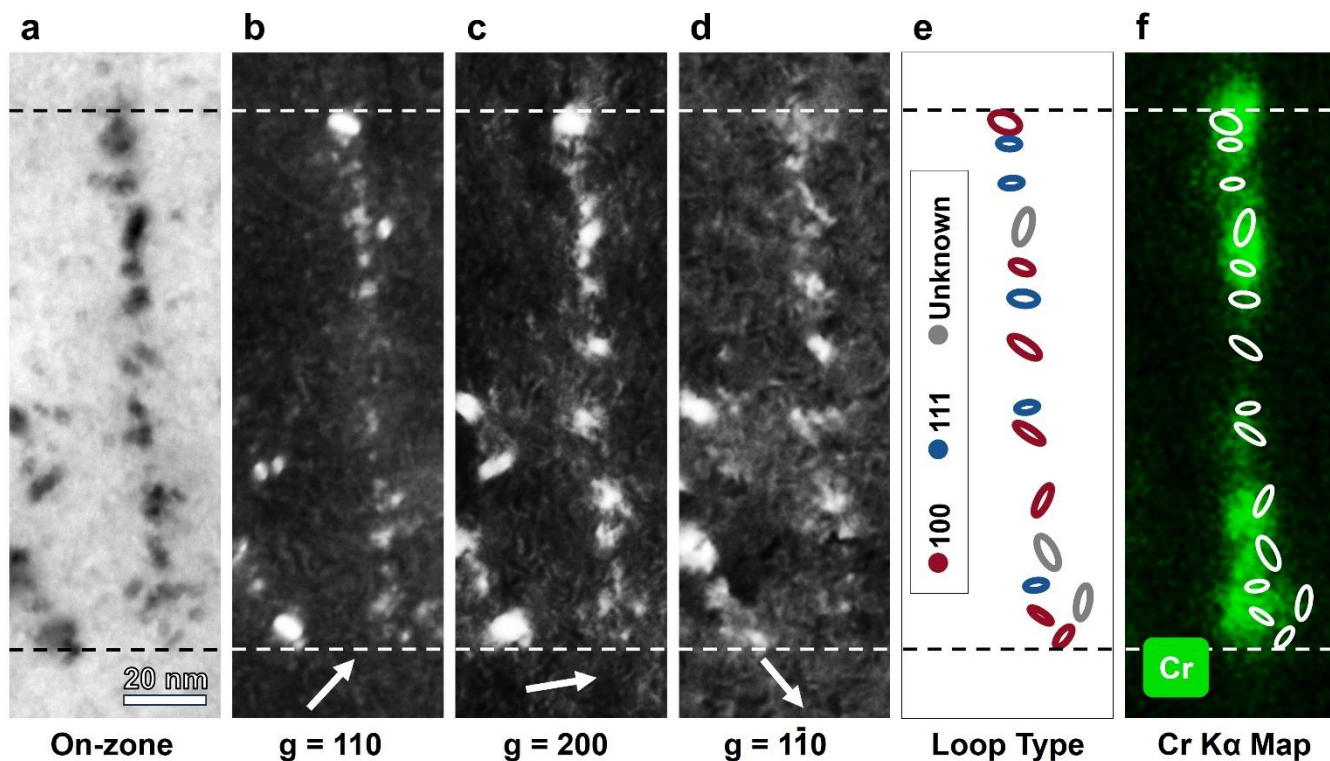 a
b
c
d
e
f
Unknown
111
100
20 nm
Cr
On-zone
g = 110
g = 200
g = 11̄0
Loop Type
Cr Kα Map